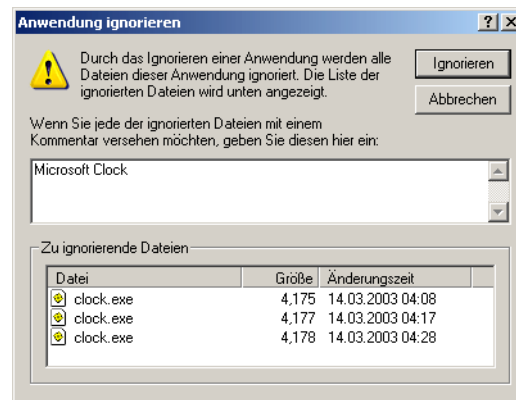 Anwendung ignorieren
Durch das Ignorieren einer Anwendung werden alle
Dateien dieser Anwendung ignoriert. Die Liste der
ignorierten Dateien wird unten angezeigt.
Ignorieren
Abbrechen
Wenn Sie jede der ignorierten Dateien mit einem
Kommentar versehen möchten, geben Sie diesen hier ein:
Microsoft Clock
Zu ignorierende Dateien
Datei Größe Änderungszeit
clock.exe 4,175 14.03.2003 04:08
clock.exe 4,177 14.03.2003 04:17
clock.exe 4,178 14.03.2003 04:28